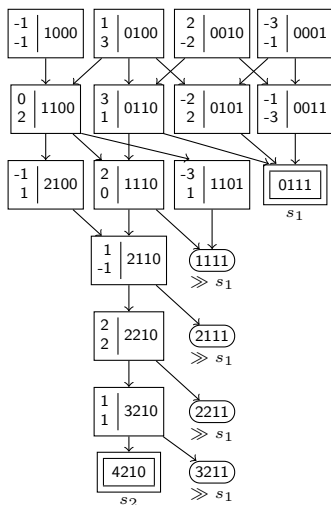 -1 -1 | 1000
1 3 | 0100
2 -2 | 0010
-3 -1 | 0001
0 2 | 1100
3 1 | 0110
-2 2 | 0101
-1 -3 | 0011
-1 1 | 2100
2 0 | 1110
-3 1 | 1101
0111
s₁
1 -1 | 2110
1111
≫ s₁
2 2 | 2210
2111
≫ s₁
1 1 | 3210
2211
≫ s₁
4210
s₂
3211
≫ s₁